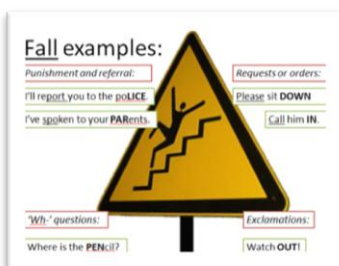 Fall examples:
Punishment and referral:
Requests or orders:
I'll report you to the poLICE.
Please sit DOWN
I've spoken to your PARents.
Call him IN.
'Wh-' questions:
Exclamations:
Where is the PENcil?
Watch OUT!